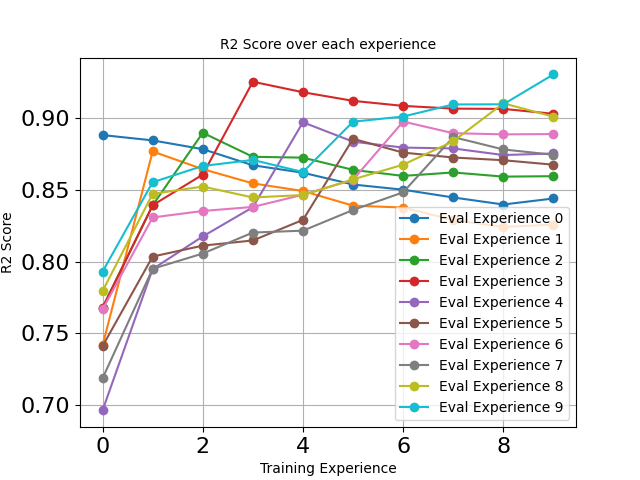 R2 Score over each experience
R2 Score
0.90
0.85
0.80
0.75
0.70
0
2
4
6
8
Training Experience
Eval Experience 0
Eval Experience 1
Eval Experience 2
Eval Experience 3
Eval Experience 4
Eval Experience 5
Eval Experience 6
Eval Experience 7
Eval Experience 8
Eval Experience 9